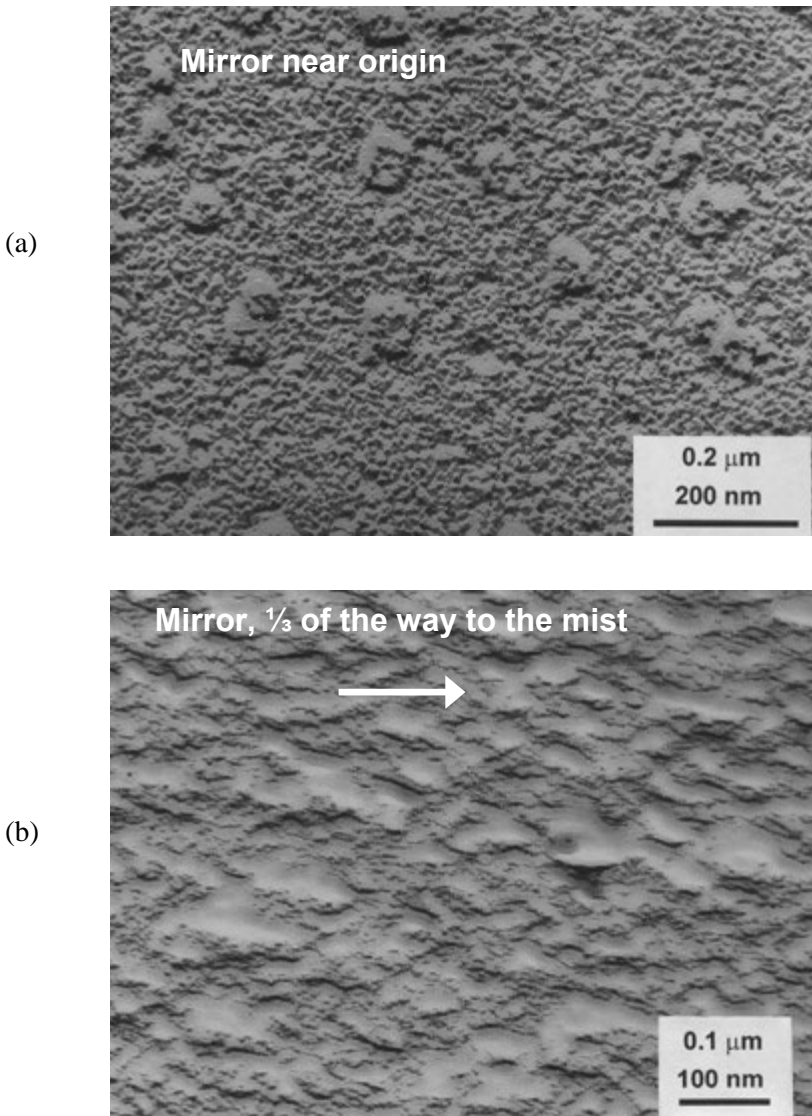 Mirror near origin
(a)
0.2 μm
200 nm
Mirror, ⅓ of the way to the mist
(b)
0.1 μm
100 nm